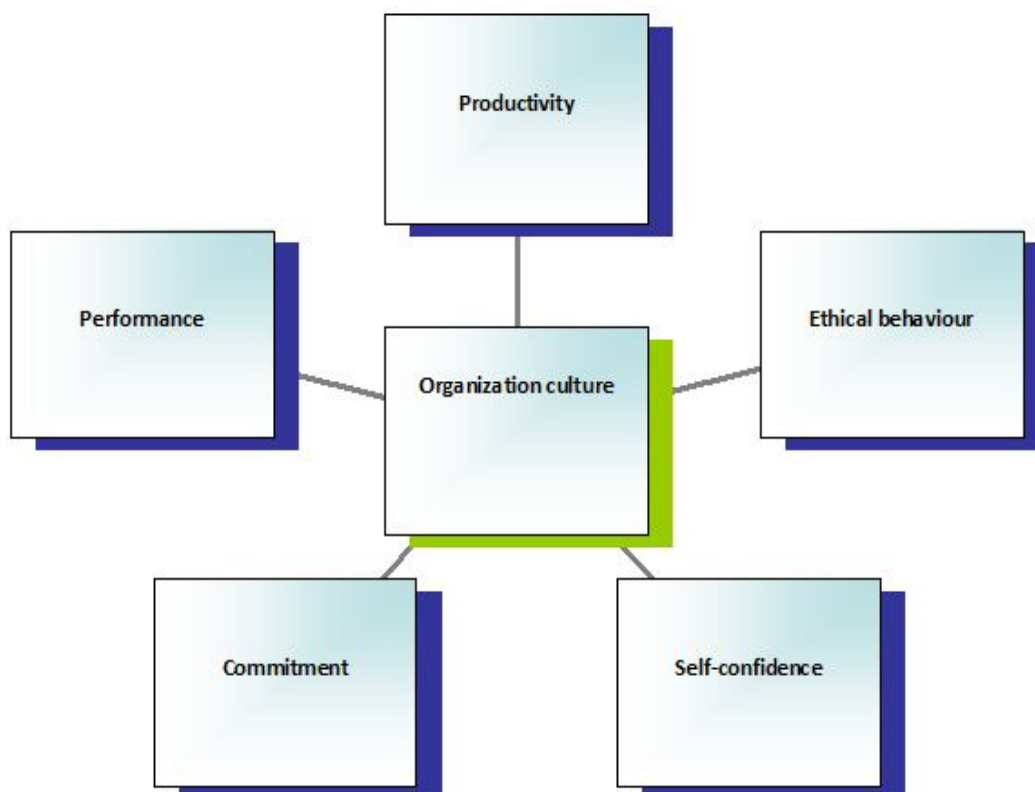 Productivity
Performance
Ethical behaviour
Organization culture
Commitment
Self-confidence